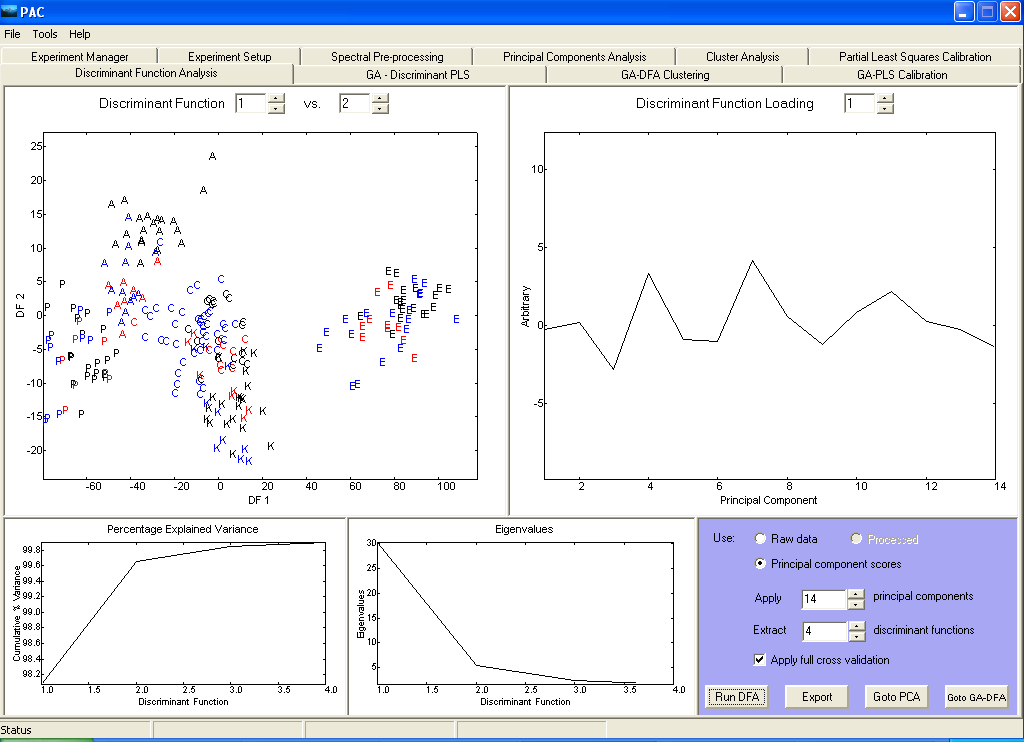 PAC
File Tools Help
Experiment Manager Experiment Setup Spectral Pre-processing Principal Components Analysis Cluster Analysis Partial Least Squares Calibration
Discriminant Function Analysis GA - Discriminant PLS GA-DFA Clustering GA-PLS Calibration
Discriminant Function 1 vs. 2
25
20
15
10
5
0
-5
-10
-15
-20
DF 2
-60 -40 -20 0 20 40 60 80 100
DF 1
Discriminant Function Loading 1
10
5
0
-5
Arbitrary
2 4 6 8 10 12 14
Principal Component
Percentage Explained Variance
99.8
99.6
99.4
99.2
99.0
98.8
98.6
98.4
98.2
Cumulative % Variance
1.0 1.5 2.0 2.5 3.0 3.5 4.0
Discriminant Function
Eigenvalues
30
25
20
15
10
5
Eigenvalues
1.0 1.5 2.0 2.5 3.0 3.5 4.0
Discriminant Function
Use: Raw data Processed
Principal component scores
Apply 14 principal components
Extract 4 discriminant functions
Apply full cross validation
Run DFA Export Goto PCA Goto GA-DFA
Status